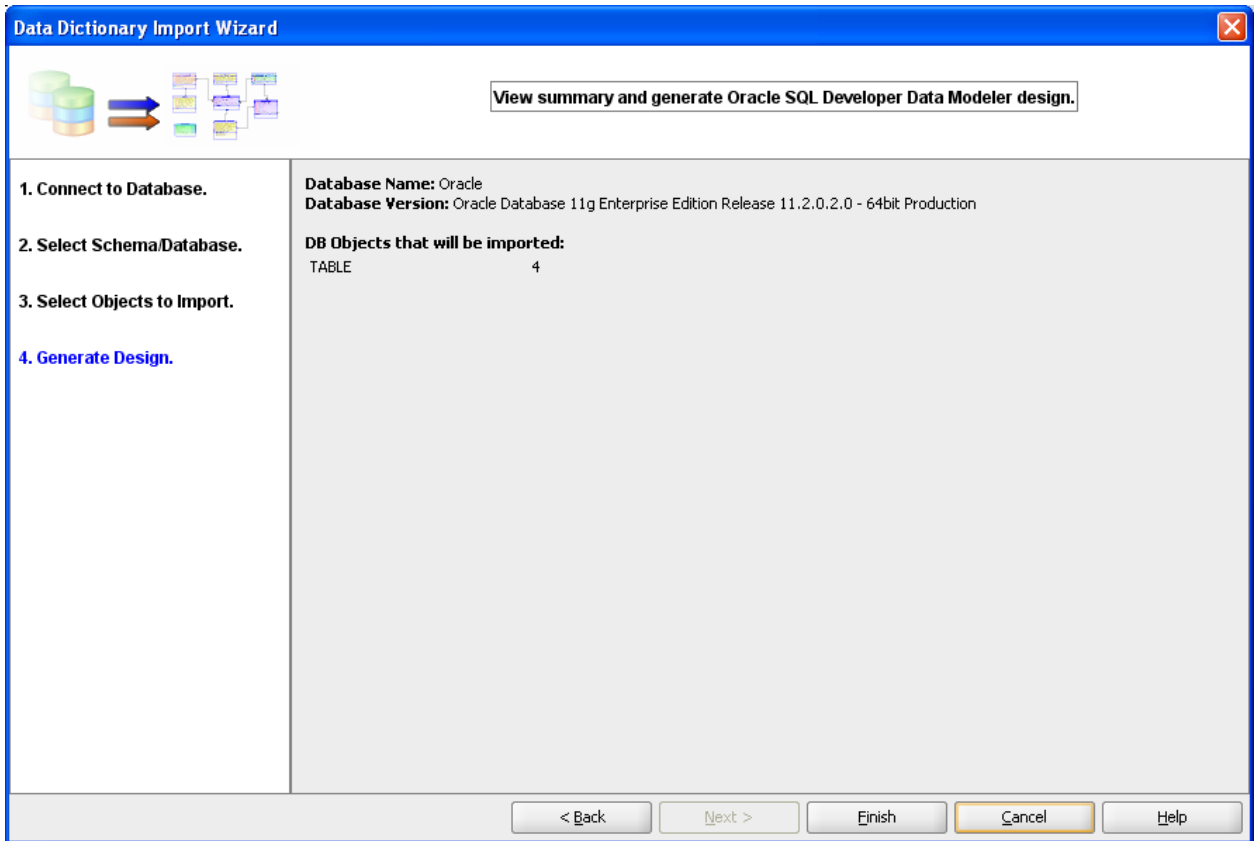 Data Dictionary Import Wizard
View summary and generate Oracle SQL Developer Data Modeler design.
1. Connect to Database.
2. Select Schema/Database.
3. Select Objects to Import.
4. Generate Design.
Database Name: Oracle
Database Version: Oracle Database 11g Enterprise Edition Release 11.2.0.2.0 - 64bit Production
DB Objects that will be imported:
TABLE 4
< Back
Next >
Finish
Cancel
Help